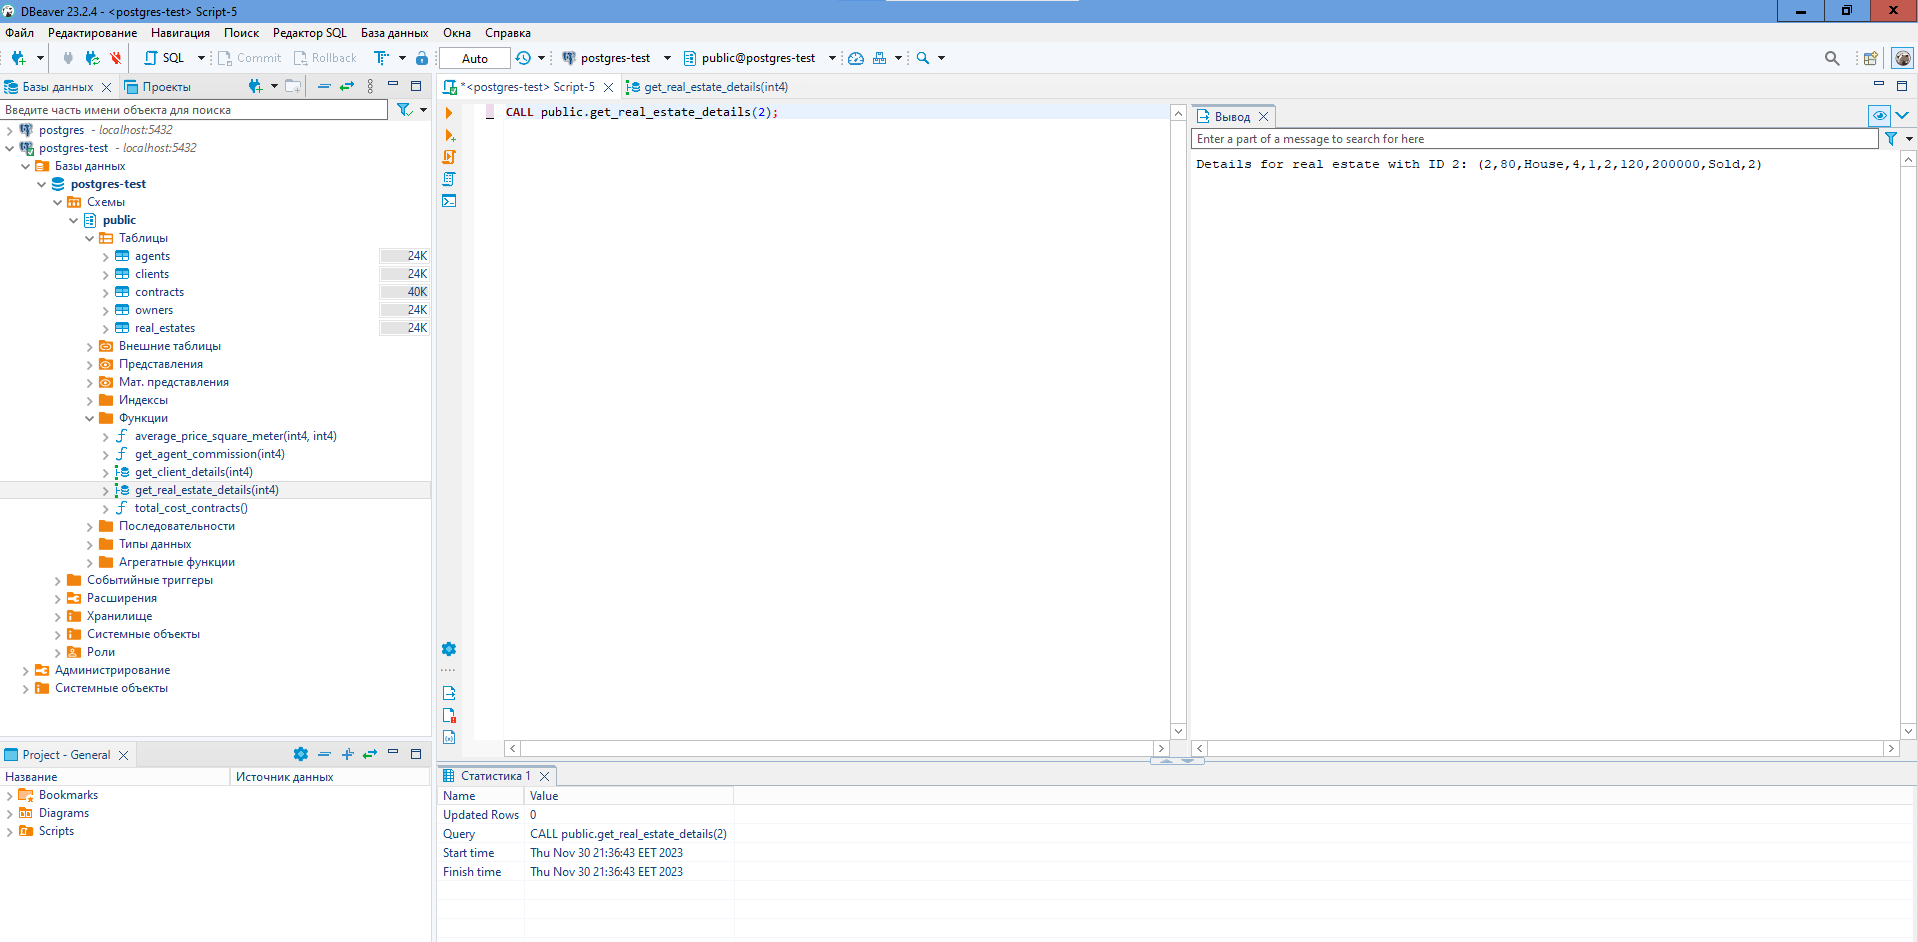 DBeaver 23.2.4 - <postgres-test> Script-5
Файл Редактирование Навигация Поиск Редактор SQL База данных Окна Справка
SQL Commit Rollback Auto postgres-test public@postgres-test
Базы данных Проекты
Введите часть имени объекта для поиска
postgres - localhost:5432
postgres-test - localhost:5432
Базы данных
postgres-test
Схемы
public
Таблицы
agents 24K
clients 24K
contracts 40K
owners 24K
real_estates 24K
Внешние таблицы
Представления
Мат. представления
Индексы
Функции
average_price_square_meter(int4, int4)
get_agent_commission(int4)
get_client_details(int4)
get_real_estate_details(int4)
total_cost_contracts()
Последовательности
Типы данных
Агрегатные функции
Событийные триггеры
Расширения
Хранилище
Системные объекты
Роли
Администрирование
Системные объекты
Project - General
Название Источник данных
Bookmarks
Diagrams
Scripts
*<postgres-test> Script-5 get_real_estate_details(int4)
CALL public.get_real_estate_details(2);
Вывод
Enter a part of a message to search for here
Details for real estate with ID 2: (2,80,House,4,1,2,120,200000,Sold,2)
Статистика 1
Name Value
Updated Rows 0
Query CALL public.get_real_estate_details(2)
Start time Thu Nov 30 21:36:43 EET 2023
Finish time Thu Nov 30 21:36:43 EET 2023